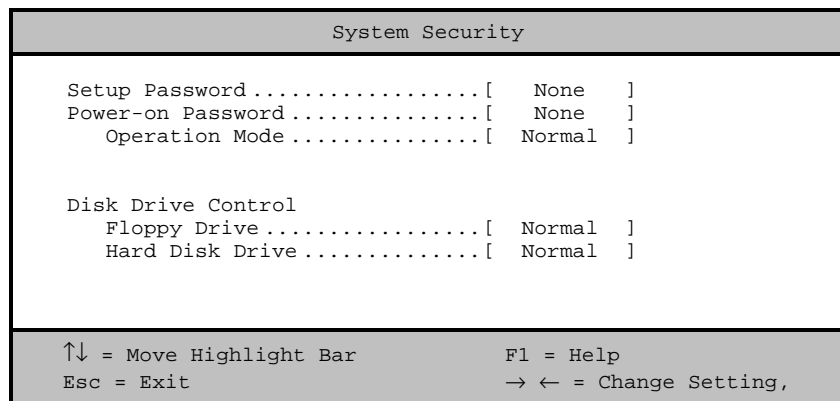 System Security
Setup Password ..................[ None ]
Power-on Password ...............[ None ]
Operation Mode ...............[ Normal ]
Disk Drive Control
Floppy Drive .................[ Normal ]
Hard Disk Drive ..............[ Normal ]
↑↓ = Move Highlight Bar F1 = Help
Esc = Exit → ← = Change Setting,